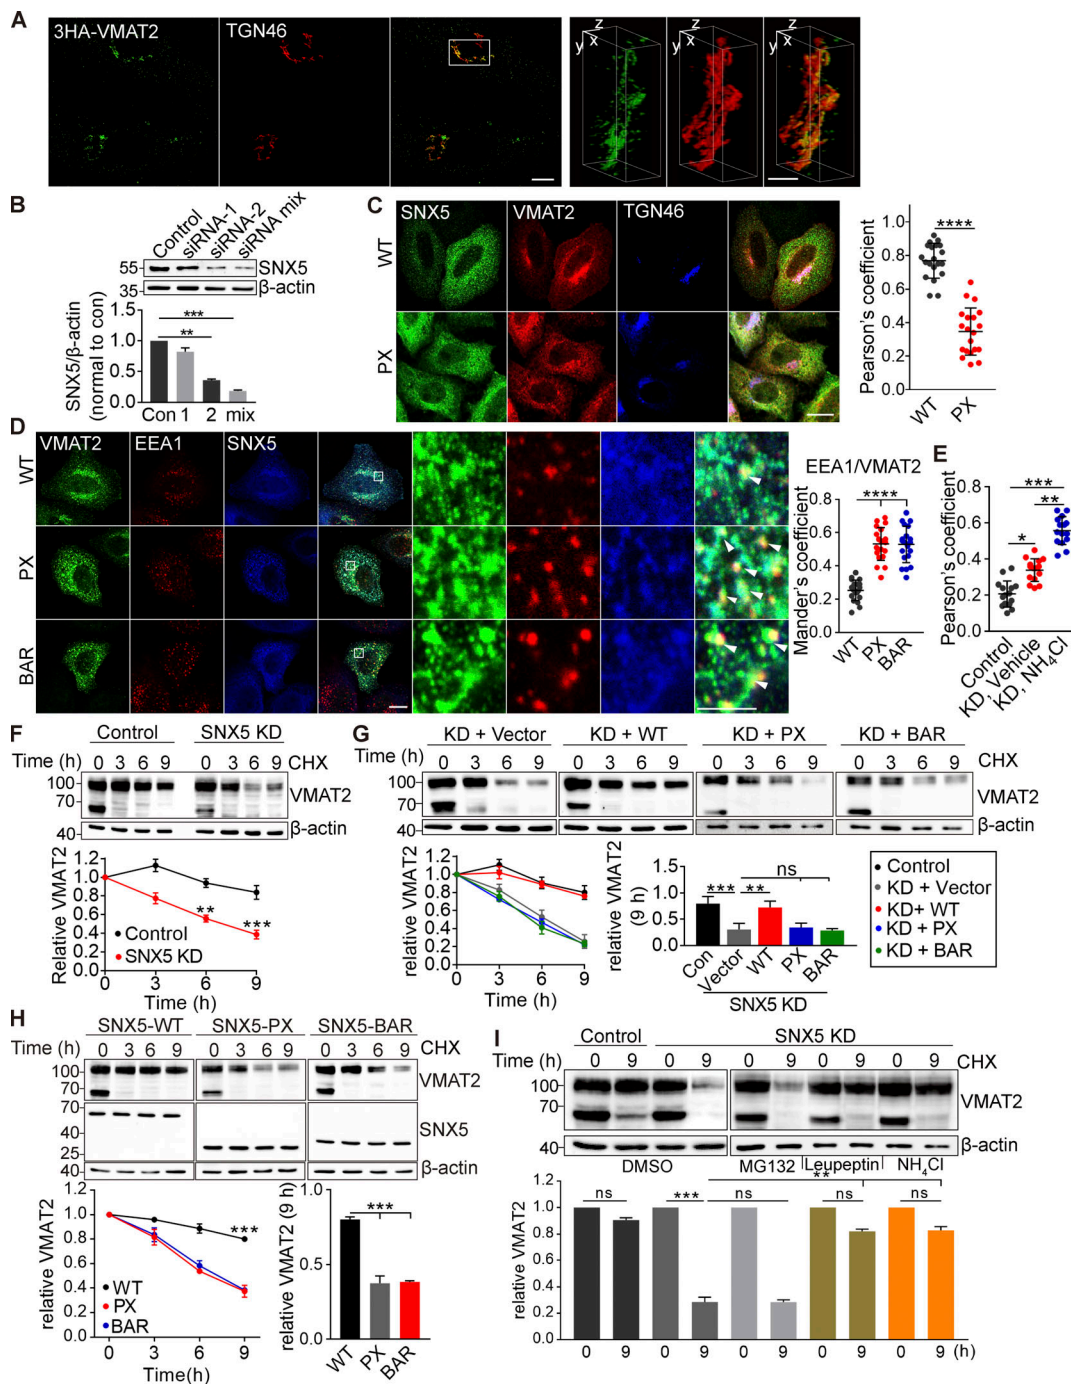 A
3HA-VMAT2 TGN46
z x y z x y z x y
B
Control siRNA-1 siRNA-2 siRNA mix
55 SNX5
35 β-actin
SNX5/β-actin (normal to con)
1.5 1.0 0.5 0.0
*** **
Con 1 2 mix
C
SNX5 VMAT2 TGN46
WT
PX
Pearson's coefficient
1.0 0.8 0.6 0.4 0.2 0
****
WT PX
D
VMAT2 EEA1 SNX5
WT
PX
BAR
EEA1/VMAT2
Mander's coefficient
0.8 0.6 0.4 0.2 0
****
WT PX BAR
E
Pearson's coefficient
0.8 0.6 0.4 0.2 0
*** ** *
Control KD, Vehicle KD, NH4Cl
F
Control SNX5 KD
Time (h) 0 3 6 9 0 3 6 9 CHX
100 70 VMAT2
40 β-actin
Relative VMAT2
1.2 1.0 0.8 0.6 0.4 0.2 0
** ***
Control
SNX5 KD
0 3 6 9
Time (h)
G
KD + Vector KD + WT KD + PX KD + BAR
Time (h) 0 3 6 9 0 3 6 9 0 3 6 9 0 3 6 9 CHX
100 70 VMAT2
40 β-actin
relative VMAT2
1.2 1.0 0.8 0.6 0.4 0.2 0
0 3 6 9
Time (h)
relative VMAT2 (9 h)
1.2 1.0 0.8 0.6 0.4 0.2 0
*** ** ns
Con Vector WT PX BAR
SNX5 KD
Control
KD + Vector
KD+ WT
KD + PX
KD + BAR
H
SNX5-WT SNX5-PX SNX5-BAR
Time (h) 0 3 6 9 0 3 6 9 0 3 6 9 CHX
100 70 VMAT2
70 40 25 SNX5
40 β-actin
relative VMAT2
1.2 1.0 0.8 0.6 0.4 0.2 0
***
WT
PX
BAR
0 3 6 9
Time(h)
relative VMAT2 (9 h)
1.0 0.5 0.0
***
WT PX BAR
I
Control SNX5 KD
Time (h) 0 9 0 9 0 9 0 9 0 9 CHX
100 70 VMAT2
40 β-actin
DMSO MG132 Leupeptin NH4Cl
relative VMAT2
1.2 1.0 0.8 0.6 0.4 0.2 0.0
ns *** ns ** ns ns
0 9 0 9 0 9 0 9 0 9 (h)